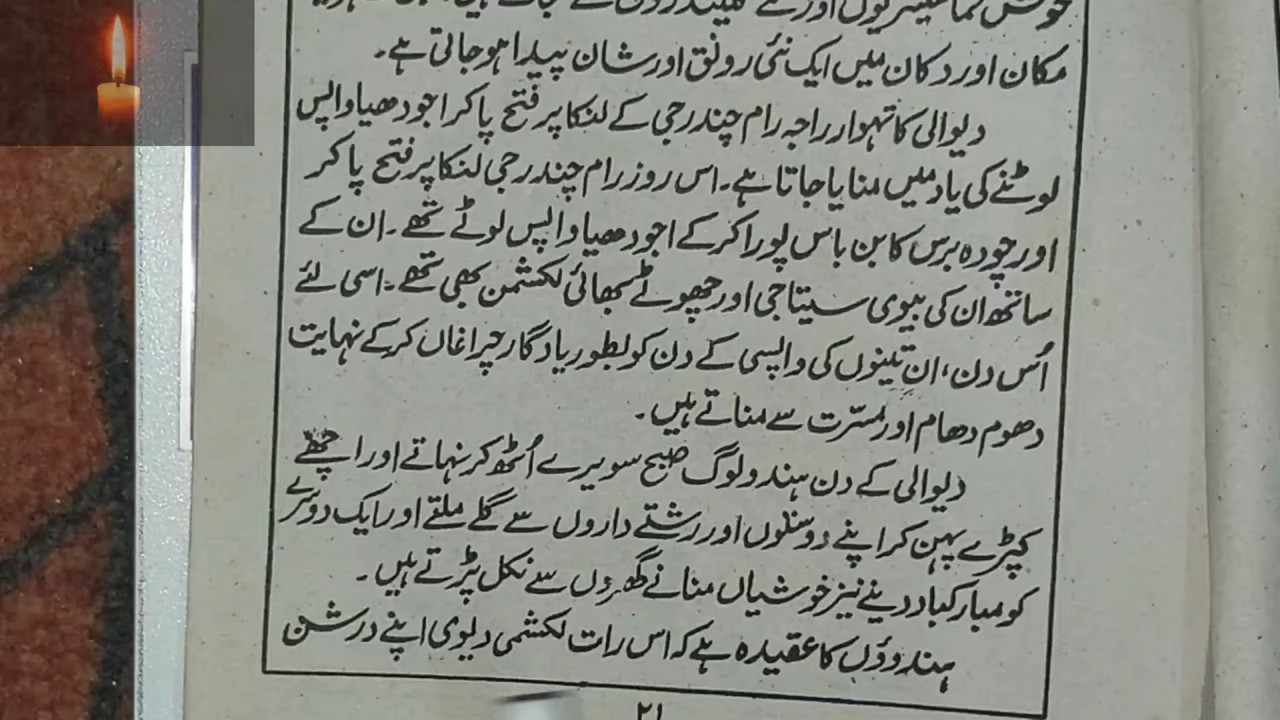 مکان اور دکان میں ایک نئی رونق اور شان پیدا ہو جاتی ہے۔
دیوالی کا تہوار راجہ رام چندر جی کے لنکا پر فتح پا کر اجودھیا واپس
لوٹنے کی یاد میں منایا جاتا ہے۔ اس روز رام چندر جی لنکا پر فتح پا کر
اور چودہ برس کا بن باس پورا کر کے اجودھیا واپس لوٹے تھے۔ ان کے
ساتھ ان کی بیوی سیتا جی اور چھوٹے بھائی لکشمن بھی تھے۔ اسی لئے
اُس دن، ان تینوں کی واپسی کے دن کو بطور یادگار چراغاں کر کے نہایت
دھوم دھام اور مسّرت سے مناتے ہیں۔
دیوالی کے دن ہندو لوگ صبح سویرے اُٹھ کر نہاتے اور اچھے
کپڑے پہن کر اپنے دوستوں اور رشتے داروں سے گلے ملتے اور ایک دوسرے
کو مبارکباد دینے نیز خوشیاں منانے گھروں سے نکل پڑتے ہیں۔
ہندوؤں کا عقیدہ ہے کہ اس رات لکشمی دیوی اپنے درشن
۲۱